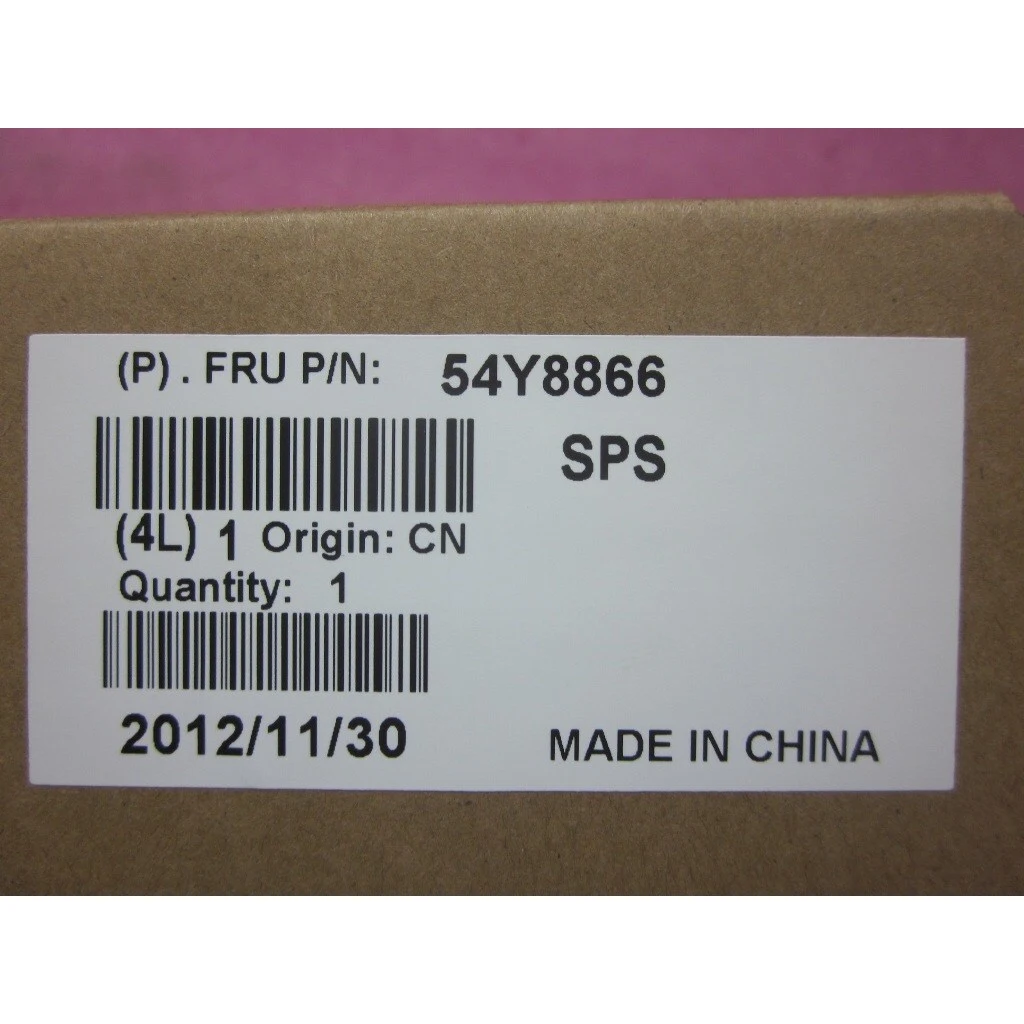 (P) . FRU P/N: 54Y8866
SPS
(4L) 1 Origin: CN
Quantity: 1
2012/11/30
MADE IN CHINA